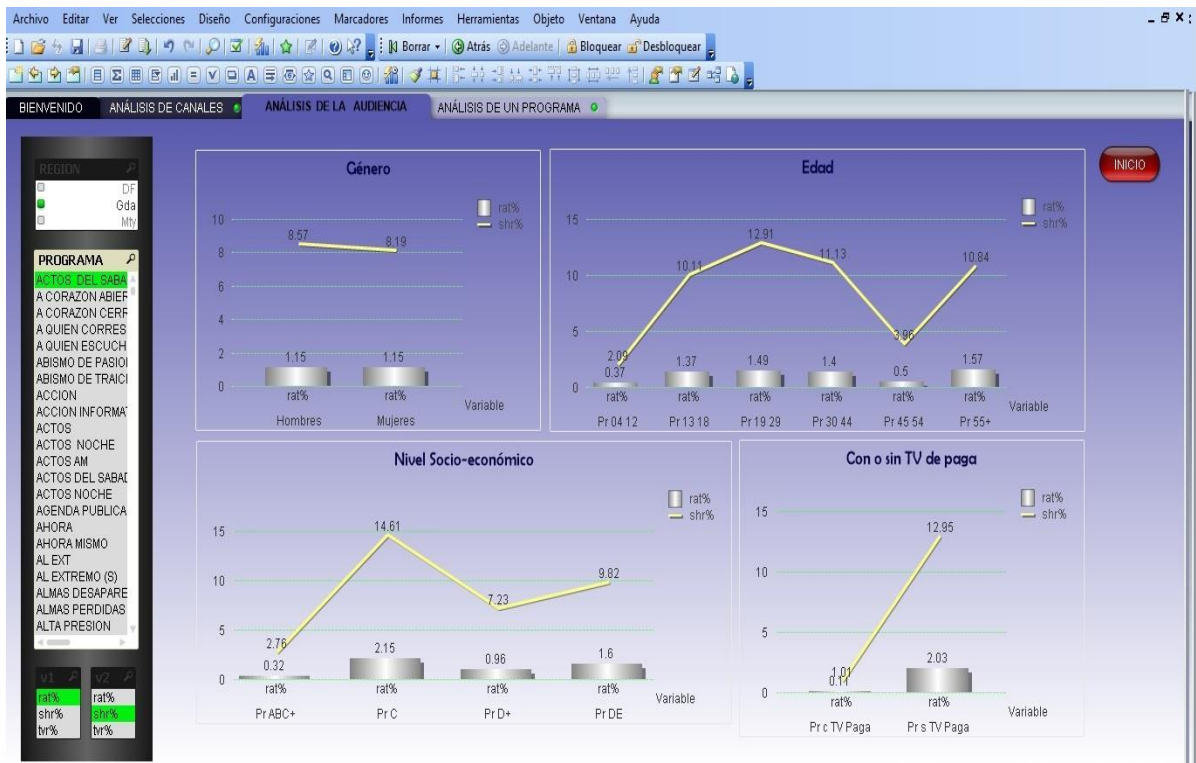 Archivo Editar Ver Selecciones Diseño Configuraciones Marcadores Informes Herramientas Objeto Ventana Ayuda
Borrar Atrás Adelante Bloquear Desbloquear
BIENVENIDO ANÁLISIS DE CANALES ANÁLISIS DE LA AUDIENCIA ANÁLISIS DE UN PROGRAMA
INICIO
REGION
DF
Gda
Mty
PROGRAMA
ACTOS DEL SABA
A CORAZON ABIER
A CORAZON CERR
A QUIEN CORRES
A QUIEN ESCUCH
ABISMO DE PASIO
ABISMO DE TRAICI
ACCION
ACCION INFORMA
ACTOS
ACTOS NOCHE
ACTOS AM
ACTOS DEL SABAD
ACTOS NOCHE
AGENDA PUBLICA
AHORA
AHORA MISMO
AL EXT
AL EXTREMO (S)
ALMAS DESAPARE
ALMAS PERDIDAS
ALTA PRESION
v1 v2
rat% rat%
shr% shr%
tvr% tvr%
Género
rat%
shr%
10
8
6
4
2
0
8.57 8.19
1.15 1.15
rat% rat%
Hombres Mujeres
Variable
Edad
rat%
shr%
15
10
5
0
2.09 10.11 12.91 11.13 3.96 10.84
0.37 1.37 1.49 1.4 0.5 1.57
rat% rat% rat% rat% rat% rat%
Pr 04 12 Pr 13 18 Pr 19 29 Pr 30 44 Pr 45 54 Pr 55+
Variable
Nivel Socio-económico
rat%
shr%
15
10
5
0
2.76 14.61 7.23 9.82
0.32 2.15 0.96 1.6
rat% rat% rat% rat%
Pr ABC+ Pr C Pr D+ Pr DE
Variable
Con o sin TV de paga
rat%
shr%
15
10
5
0
1.01 12.95
0.11 2.03
rat% rat%
Pr c TV Paga Pr s TV Paga
Variable